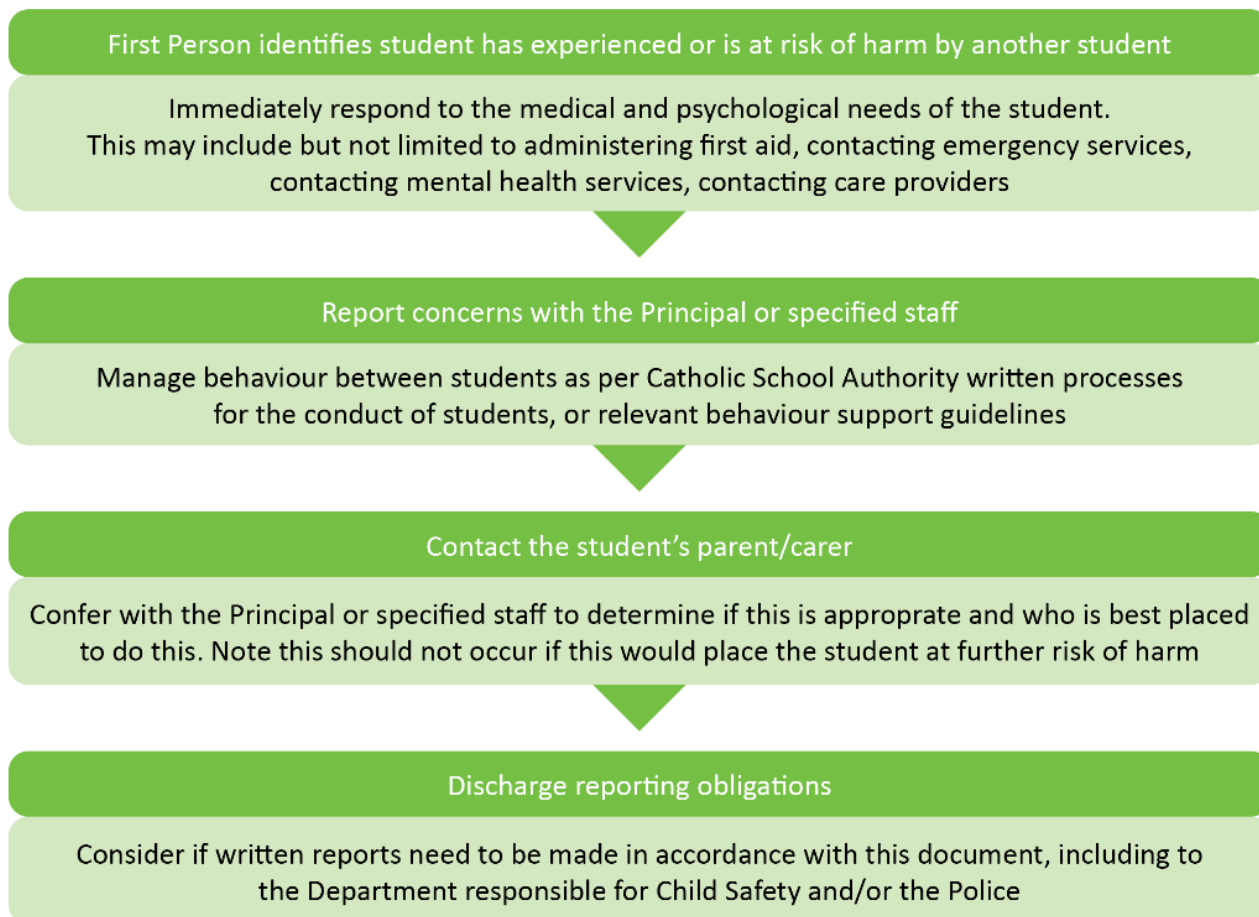 First Person identifies student has experienced or is at risk of harm by another student
Immediately respond to the medical and psychological needs of the student.
This may include but not limited to administering first aid, contacting emergency services,
contacting mental health services, contacting care providers
Report concerns with the Principal or specified staff
Manage behaviour between students as per Catholic School Authority written processes
for the conduct of students, or relevant behaviour support guidelines
Contact the student's parent/carer
Confer with the Principal or specified staff to determine if this is approprate and who is best placed
to do this. Note this should not occur if this would place the student at further risk of harm
Discharge reporting obligations
Consider if written reports need to be made in accordance with this document, including to
the Department responsible for Child Safety and/or the Police